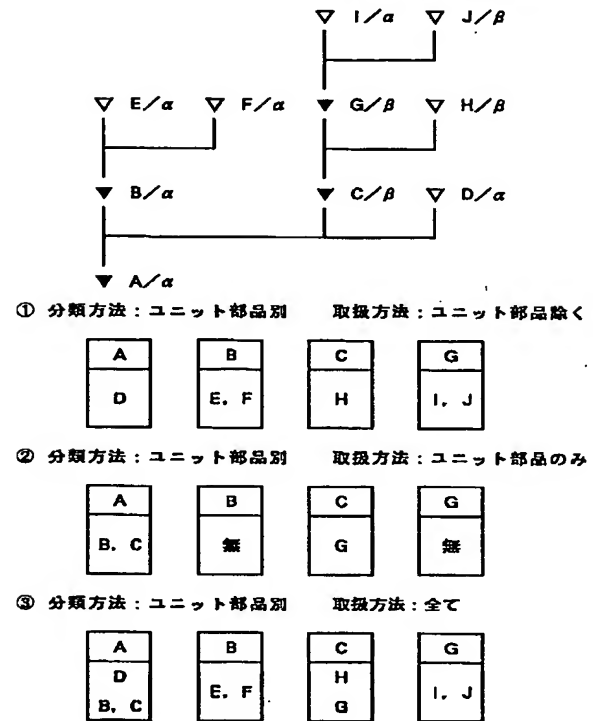 ▽ I/α ▽ J/β
▽ E/α ▽ F/α ▼ G/β ▽ H/β
▼ B/α ▼ C/β ▽ D/α
▼ A/α
① 分類方法:ユニット部品別 取扱方法:ユニット部品除く
A B C G
D E, F H I, J
② 分類方法:ユニット部品別 取扱方法:ユニット部品のみ
A B C G
B, C 無 G 無
③ 分類方法:ユニット部品別 取扱方法:全て
A B C G
D H
E, F I, J
B, C G